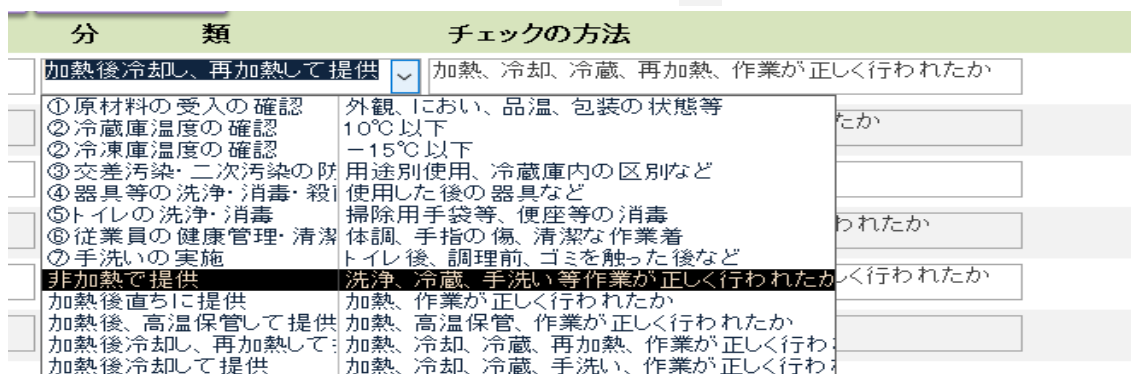 分 類 チェックの方法
加熱後冷却し、再加熱して提供 加熱、冷却、冷蔵、再加熱、作業が正しく行われたか
①原材料の受入の確認 外観、におい、品温、包装の状態等
②冷蔵庫温度の確認 10℃以下 たか
②冷凍庫温度の確認 －15℃以下
③交差汚染・二次汚染の防 用途別使用、冷蔵庫内の区別など
④器具等の洗浄・消毒・殺 使用した後の器具など
⑤トイレの洗浄・消毒 掃除用手袋等、便座等の消毒
⑥従業員の健康管理・清潔 体調、手指の傷、清潔な作業着 われたか
⑦手洗いの実施 トイレ後、調理前、ゴミを触った後など
非加熱で提供 洗浄、冷蔵、手洗い等作業が正しく行われたか く行われたか
加熱後直ちに提供 加熱、作業が正しく行われたか
加熱後、高温保管して提供 加熱、高温保管、作業が正しく行われたか
加熱後冷却し、再加熱して 加熱、冷却、冷蔵、再加熱、作業が正しく行わ
加熱後冷却して提供 加熱、冷却、冷蔵、手洗い、作業が正しく行わ